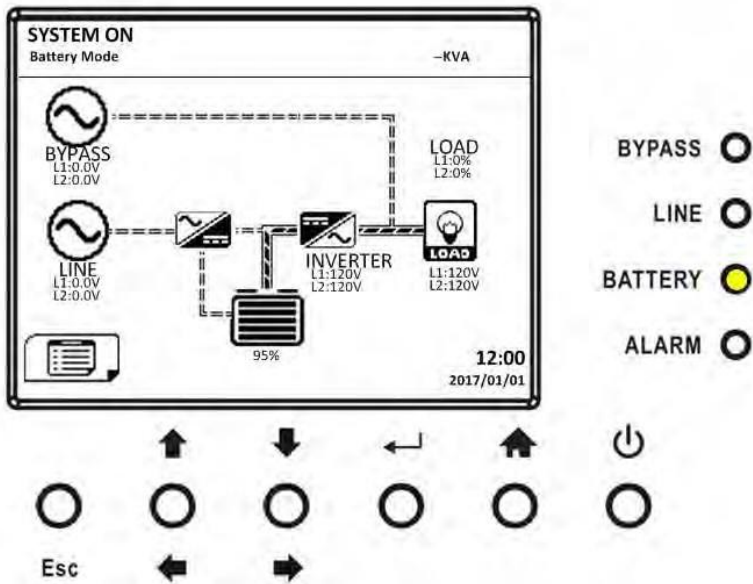 SYSTEM ON
Battery Mode
–KVA
BYPASS
L1:0.0V
L2:0.0V
LOAD
L1:0%
L2:0%
LINE
L1:0.0V
L2:0.0V
INVERTER
L1:120V
L2:120V
LOAD
L1:120V
L2:120V
95%
12:00
2017/01/01
BYPASS
LINE
BATTERY
ALARM
Esc